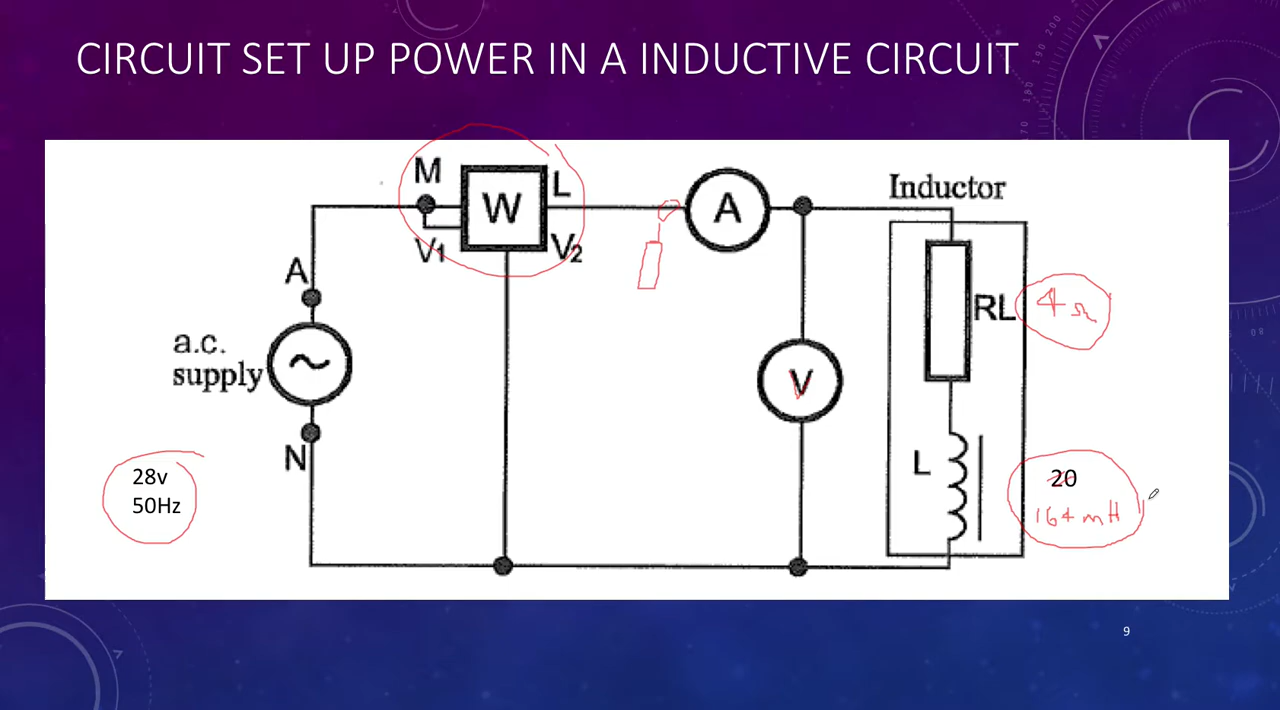 CIRCUIT SET UP POWER IN A INDUCTIVE CIRCUIT
M
L
W
V1
V2
A
Inductor
A
a.c.
supply
N
V
RL
4Ω
L
28v
50Hz
20
164 mH
9